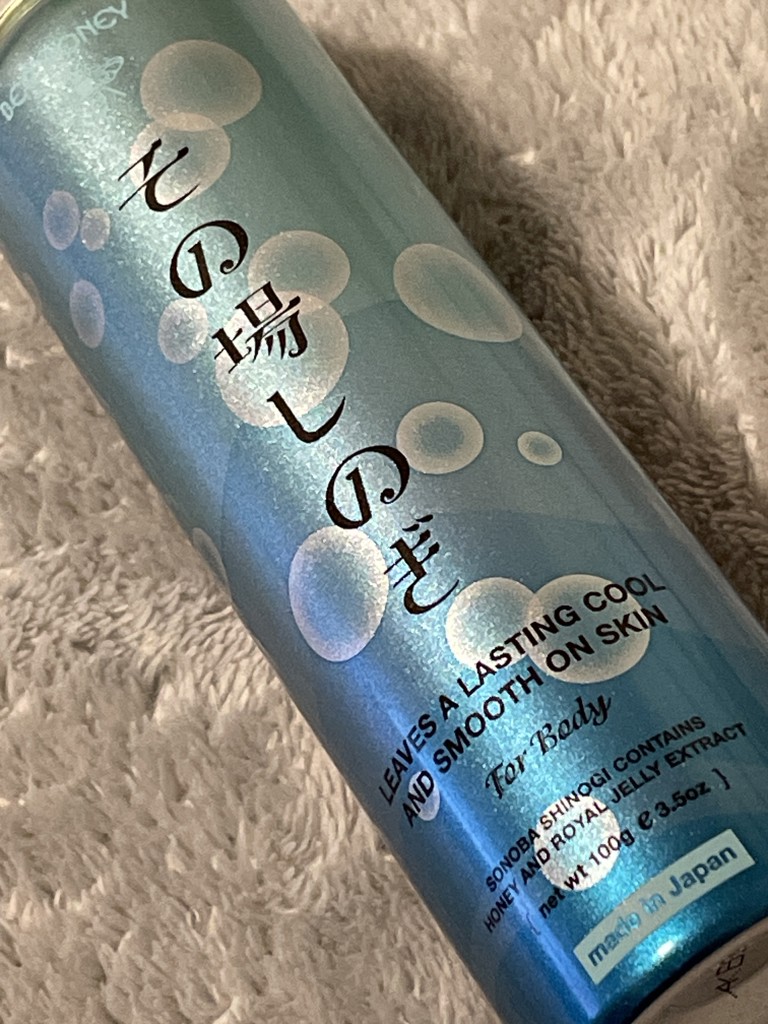 HONEY
その場しのぎ
LEAVES A LASTING COOL
AND SMOOTH ON SKIN
For Body
SONOBA SHINOGI CONTAINS
HONEY AND ROYAL JELLY EXTRACT
{ net wt 100g e 3.5oz }
made in Japan